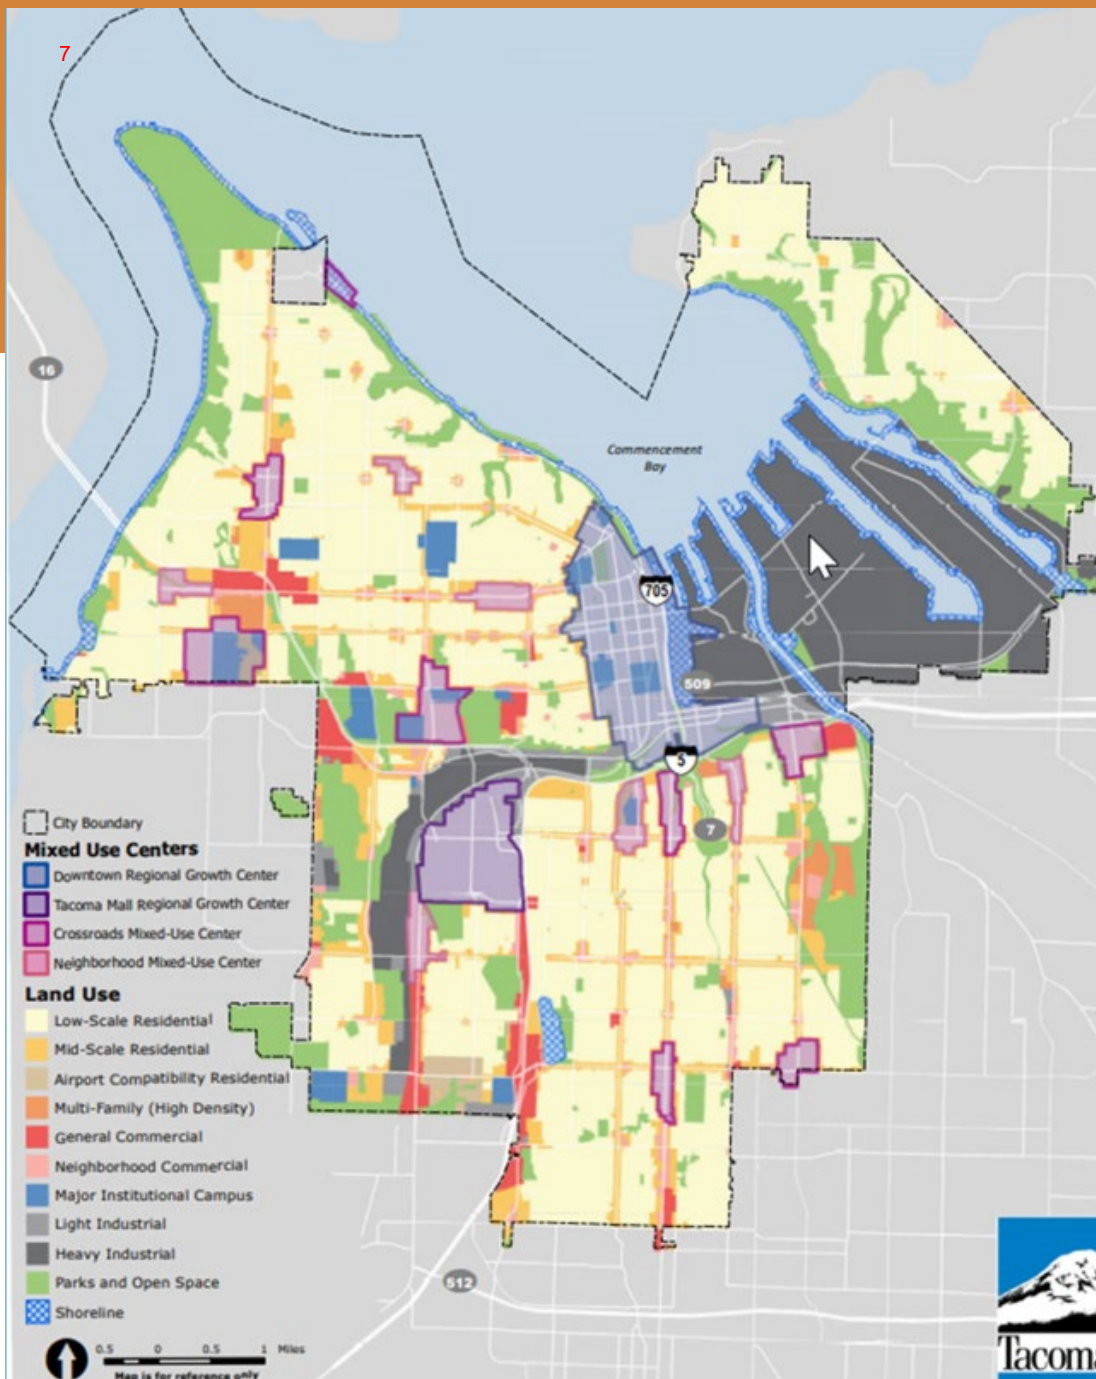 7
16
Commencement
Bay
705
509
5
7
City Boundary
Mixed Use Centers
Downtown Regional Growth Center
Tacoma Mall Regional Growth Center
Crossroads Mixed-Use Center
Neighborhood Mixed-Use Center
Land Use
Low-Scale Residential
Mid-Scale Residential
Airport Compatibility Residential
Multi-Family (High Density)
General Commercial
Neighborhood Commercial
Major Institutional Campus
Light Industrial
Heavy Industrial
Parks and Open Space
Shoreline
512
0.5 0 0.5 1 Miles
Map is for reference only
Tacoma